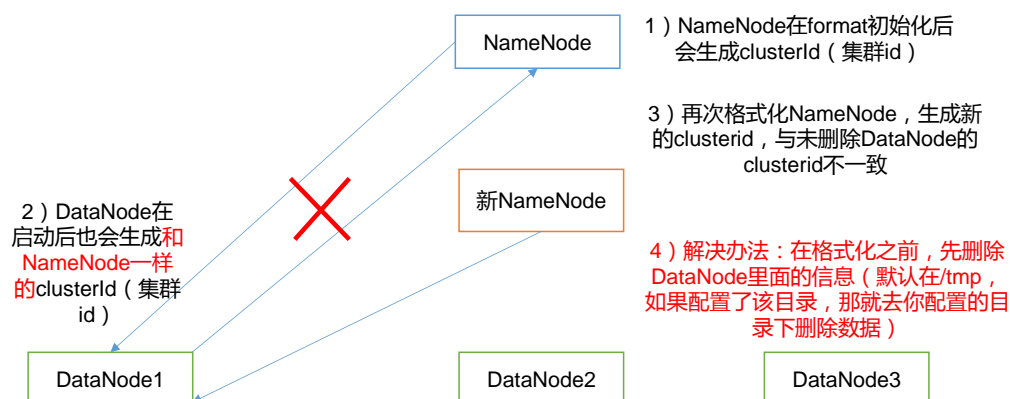 NameNode
1）NameNode在format初始化后
会生成clusterId（集群id）
3）再次格式化NameNode，生成新
的clusterid，与未删除DataNode的
clusterid不一致
新NameNode
2）DataNode在
启动后也会生成和
NameNode一样
的clusterId（集群
id）
4）解决办法：在格式化之前，先删除
DataNode里面的信息（默认在/tmp，
如果配置了该目录，那就去你配置的目
录下删除数据）
DataNode1
DataNode2
DataNode3